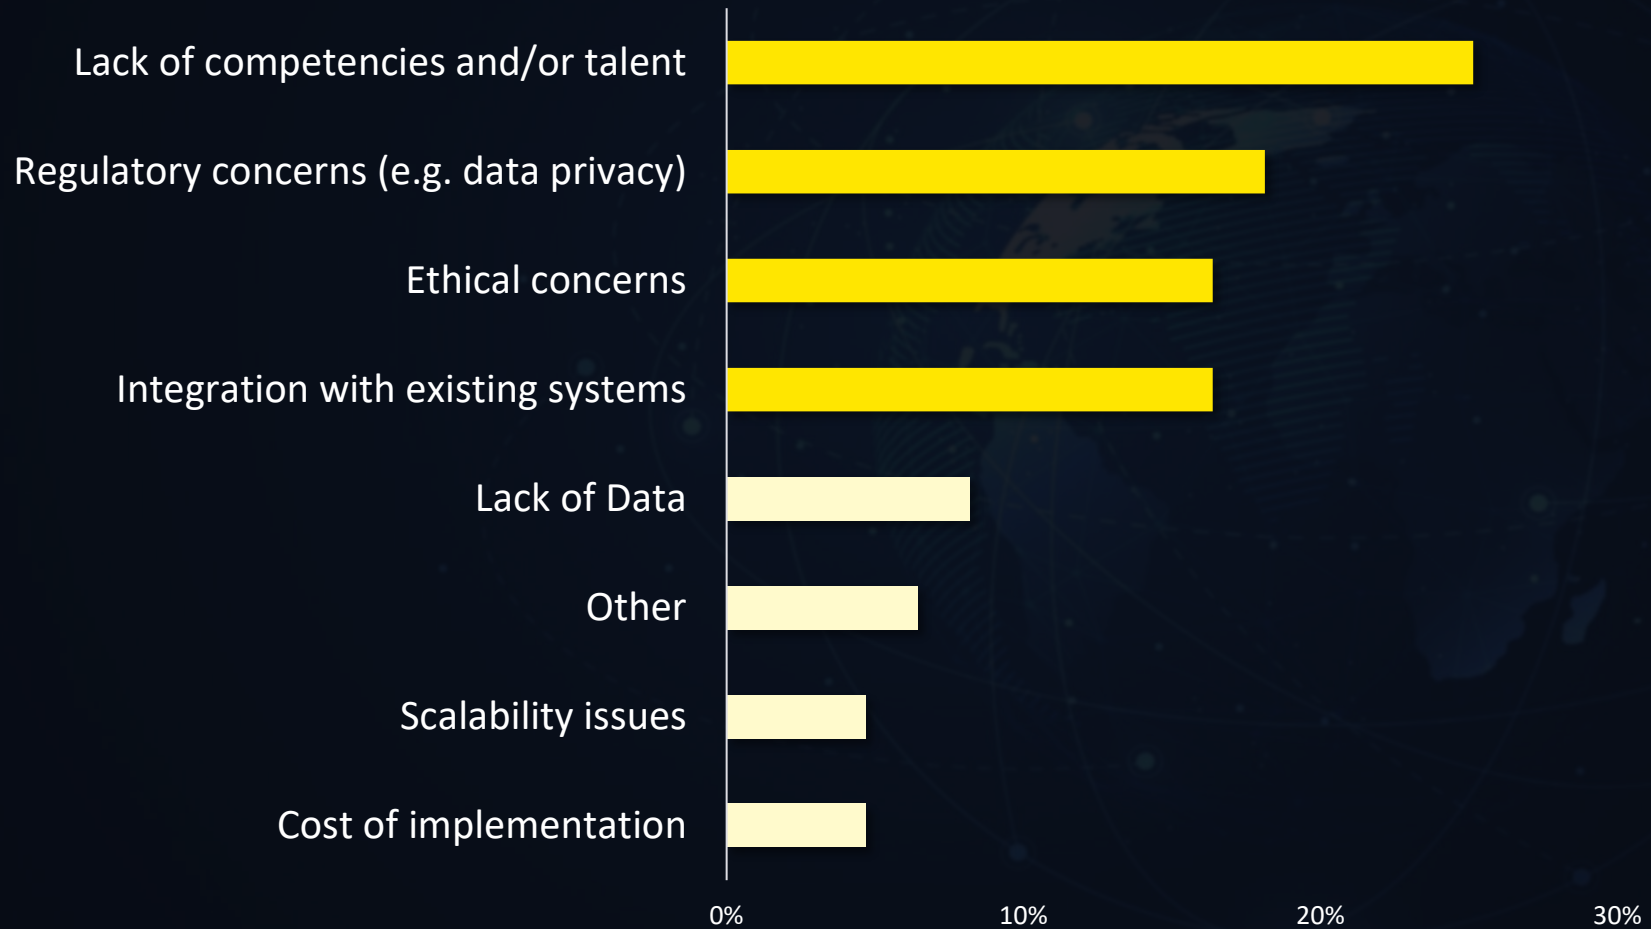 Lack of competencies and/or talent
Regulatory concerns (e.g. data privacy)
Ethical concerns
Integration with existing systems
Lack of Data
Other
Scalability issues
Cost of implementation
0% 10% 20% 30%